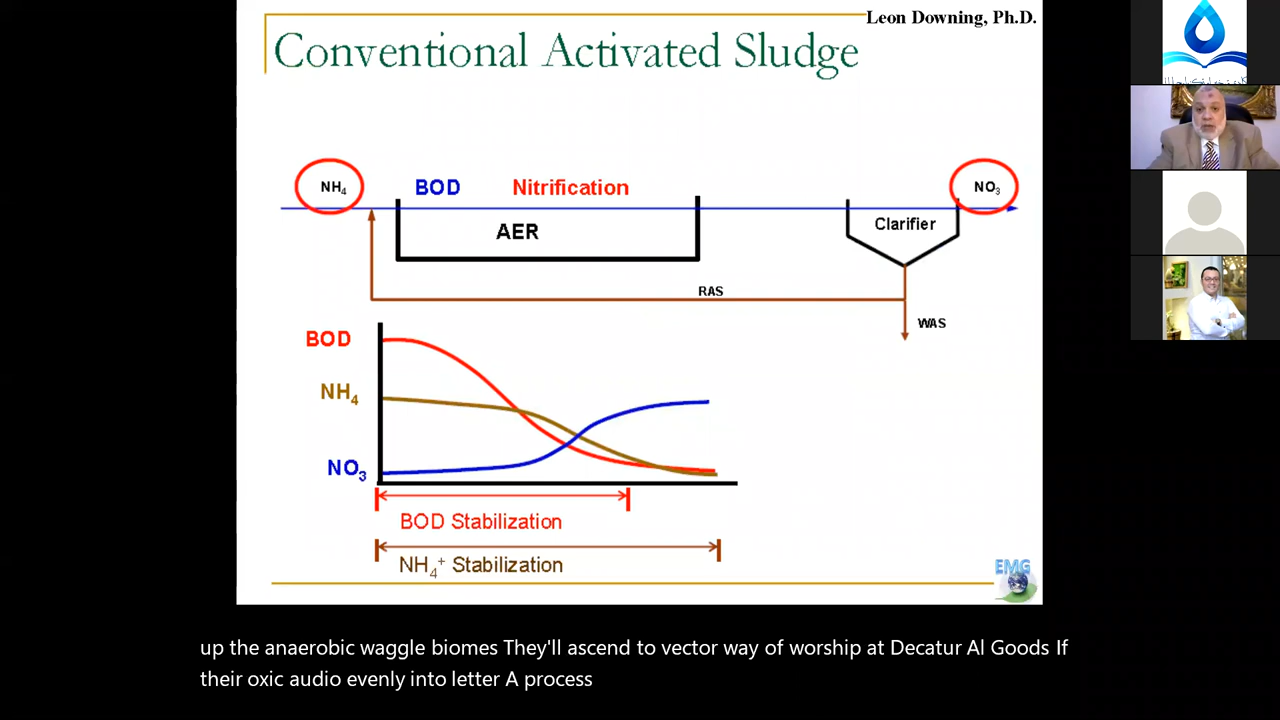 Leon Downing, Ph.D.
Conventional Activated Sludge
NH4 BOD Nitrification NO3
AER Clarifier
RAS
WAS
BOD
NH4
NO3
BOD Stabilization
NH4+ Stabilization
EMG
up the anaerobic waggle biomes They'll ascend to vector way of worship at Decatur Al Goods If
their oxic audio evenly into letter A process